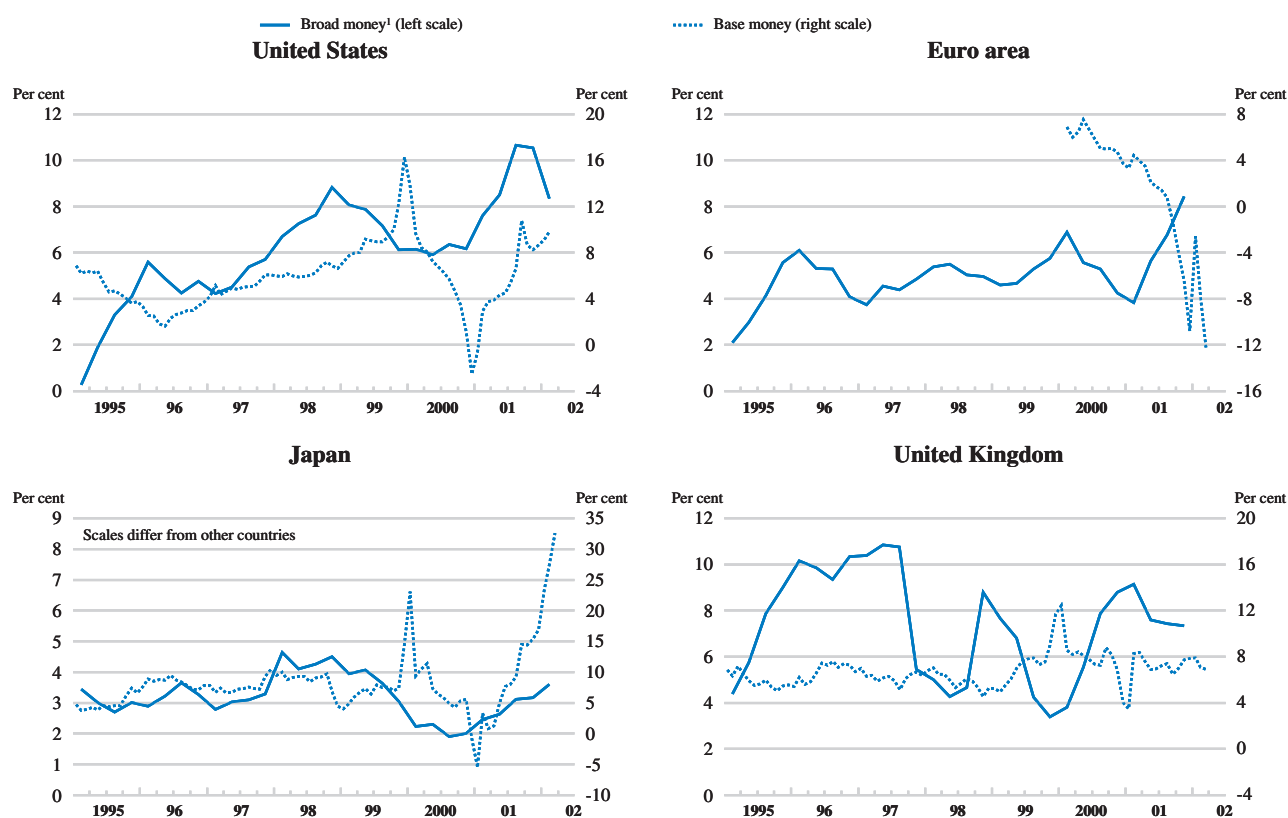 Broad money¹ (left scale) Base money (right scale)
United States Euro area
Per cent Per cent Per cent Per cent
12 20 12 8
10 16 10 4
8 12 8 0
6 8 6 -4
4 4 4 -8
2 0 2 -12
0 -4 0 -16
1995 96 97 98 99 2000 01 02 1995 96 97 98 99 2000 01 02
Japan United Kingdom
Per cent Per cent Per cent Per cent
9 35 12 20
Scales differ from other countries
8 30
10 16
7 25
6 20 8 12
5 15
4 10 6 8
3 5 4 4
2 0 2 0
1 -5
0 -10 0 -4
1995 96 97 98 99 2000 01 02 1995 96 97 98 99 2000 01 02